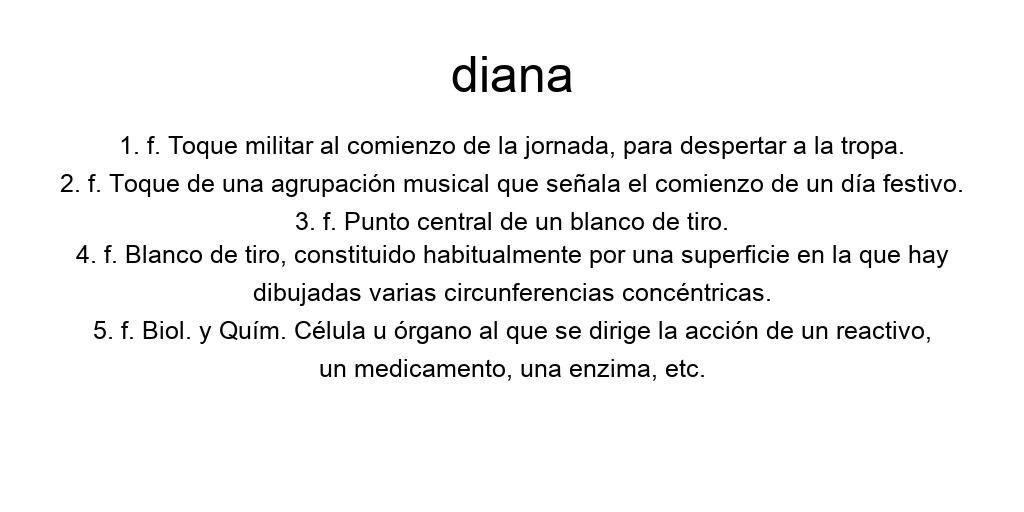 diana
1. f. Toque militar al comienzo de la jornada, para despertar a la tropa.
2. f. Toque de una agrupación musical que señala el comienzo de un día festivo.
3. f. Punto central de un blanco de tiro.
4. f. Blanco de tiro, constituido habitualmente por una superficie en la que hay
dibujadas varias circunferencias concéntricas.
5. f. Biol. y Quím. Célula u órgano al que se dirige la acción de un reactivo,
un medicamento, una enzima, etc.